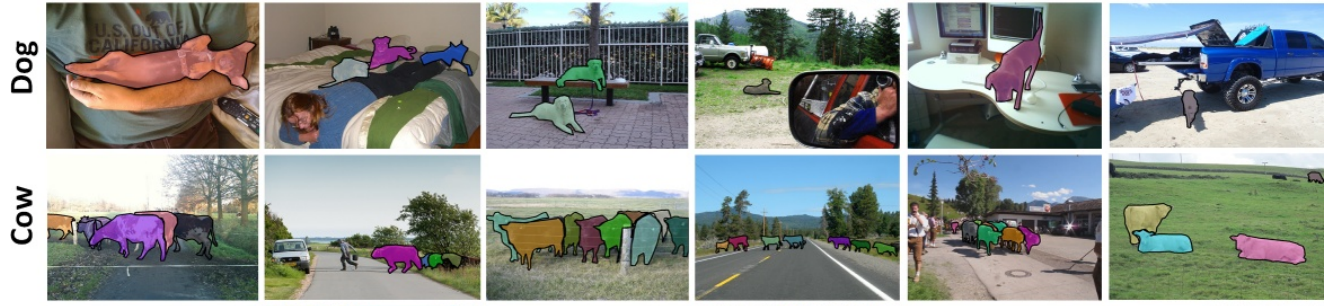 Dog
U.S. OUT OF
CALIFORNIA
Cow